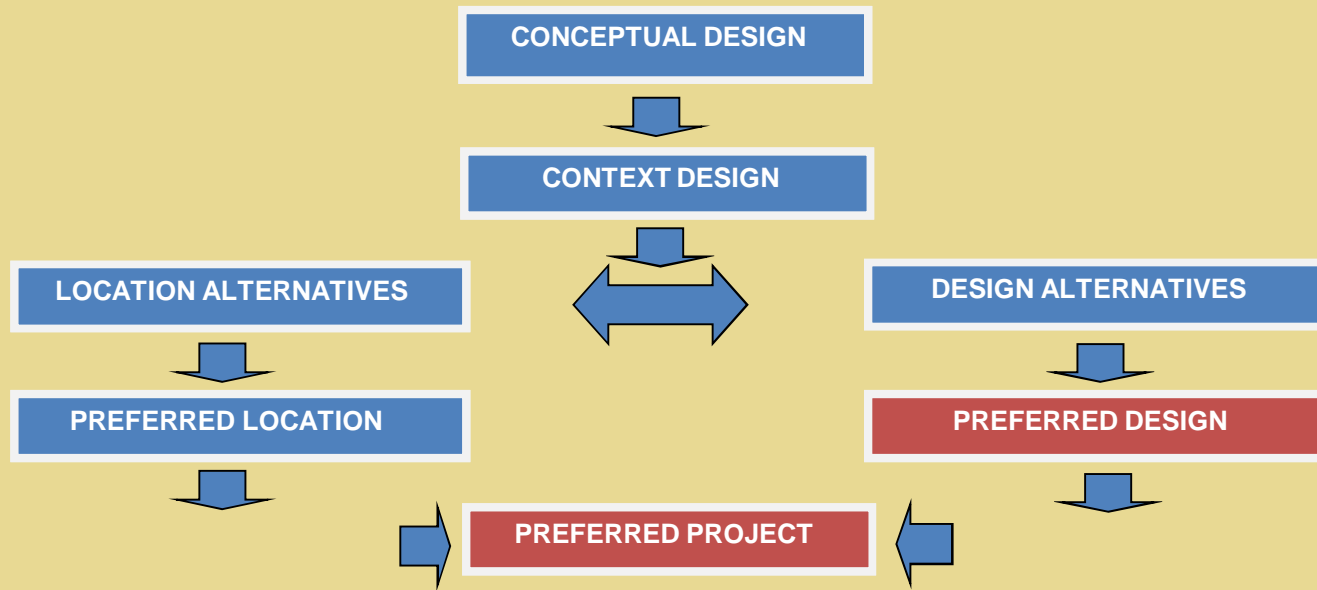 CONCEPTUAL DESIGN
CONTEXT DESIGN
LOCATION ALTERNATIVES
DESIGN ALTERNATIVES
PREFERRED LOCATION
PREFERRED DESIGN
PREFERRED PROJECT